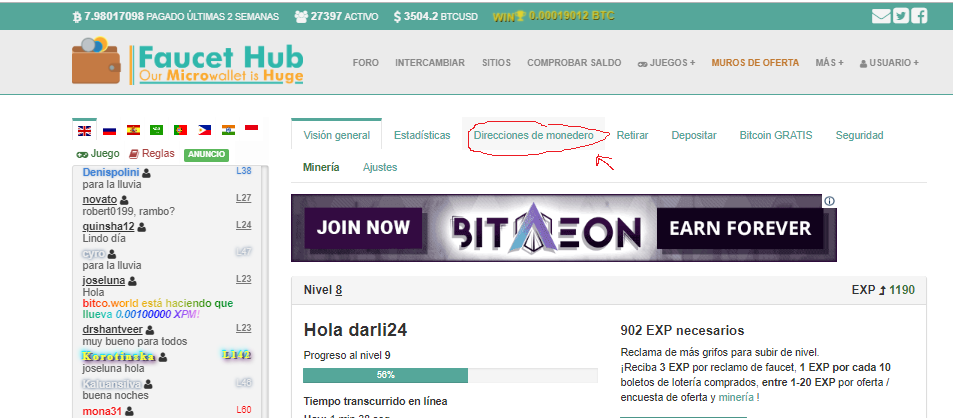 7.98017098 PAGADO ÚLTIMAS 2 SEMANAS 27397 ACTIVO $ 3504.2 BTCUSD WIN 0.00019012 BTC
Faucet Hub
Our Microwallet is Huge
FORO INTERCAMBIAR SITIOS COMPROBAR SALDO JUEGOS + MUROS DE OFERTA MÁS + USUARIO +
Visión general Estadísticas Direcciones de monedero Retirar Depositar Bitcoin GRATIS Seguridad
Minería Ajustes
Juego Reglas ANUNCIO
Denispolini L38
para la lluvia
novato L27
robert0199, rambo?
quinsha12 L24
Lindo día
cyro L47
para la lluvia
joseluna L23
Hola
bitco.world está haciendo que
llueva 0.00100000 XPM!
drshantveer L23
muy bueno para todos
Korotinska L142
joseluna hola
Kaluansilva L45
buena noches
mona31 L60
JOIN NOW BITAEON EARN FOREVER
Nivel 8 EXP 1190
Hola darli24
Progreso al nivel 9
56%
Tiempo transcurrido en línea
902 EXP necesarios
Reclama de más grifos para subir de nivel.
¡Reciba 3 EXP por reclamo de faucet, 1 EXP por cada 10
boletos de lotería comprados, entre 1-20 EXP por oferta /
encuesta de oferta y minería !